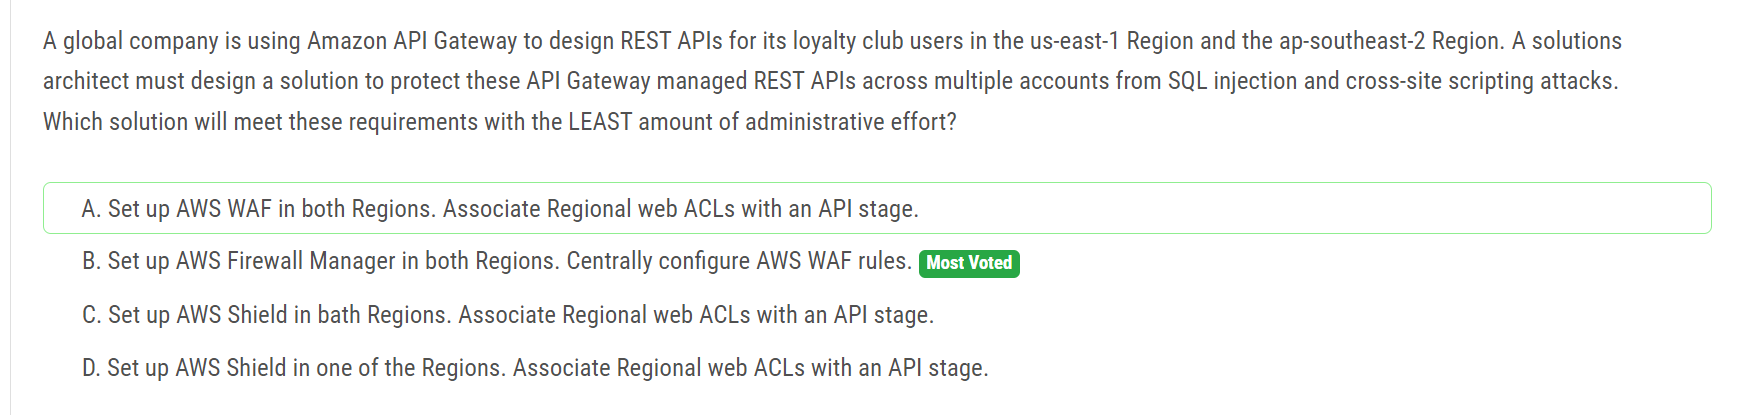 A global company is using Amazon API Gateway to design REST APIs for its loyalty club users in the us-east-1 Region and the ap-southeast-2 Region. A solutions
architect must design a solution to protect these API Gateway managed REST APIs across multiple accounts from SQL injection and cross-site scripting attacks.
Which solution will meet these requirements with the LEAST amount of administrative effort?
A. Set up AWS WAF in both Regions. Associate Regional web ACLs with an API stage.
B. Set up AWS Firewall Manager in both Regions. Centrally configure AWS WAF rules. Most Voted
C. Set up AWS Shield in bath Regions. Associate Regional web ACLs with an API stage.
D. Set up AWS Shield in one of the Regions. Associate Regional web ACLs with an API stage.